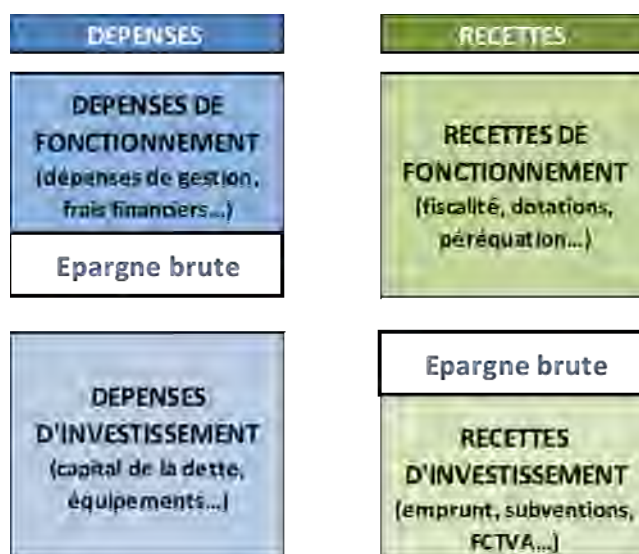 DEPENSES
DEPENSES DE
FONCTIONNEMENT
(dépenses de gestion,
frais financiers...)
Epargne brute
DEPENSES
D'INVESTISSEMENT
(capital de la dette,
équipements...)
RECETTES
RECETTES DE
FONCTIONNEMENT
(fiscalité, dotations,
péréquation...)
Epargne brute
RECETTES
D'INVESTISSEMENT
(emprunt, subventions,
FCTVA...)